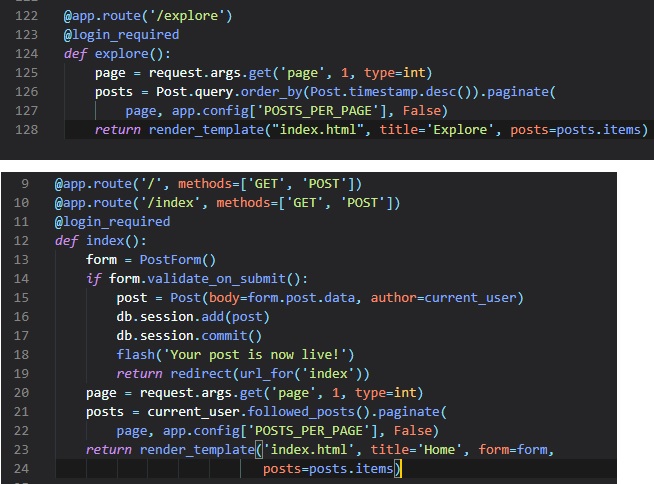 122 @app.route('/explore')
123 @login_required
124 def explore():
125     page = request.args.get('page', 1, type=int)
126     posts = Post.query.order_by(Post.timestamp.desc()).paginate(
127         page, app.config['POSTS_PER_PAGE'], False)
128     return render_template("index.html", title='Explore', posts=posts.items)
9 @app.route('/', methods=['GET', 'POST'])
10 @app.route('/index', methods=['GET', 'POST'])
11 @login_required
12 def index():
13     form = PostForm()
14     if form.validate_on_submit():
15         post = Post(body=form.post.data, author=current_user)
16         db.session.add(post)
17         db.session.commit()
18         flash('Your post is now live!')
19         return redirect(url_for('index'))
20     page = request.args.get('page', 1, type=int)
21     posts = current_user.followed_posts().paginate(
22         page, app.config['POSTS_PER_PAGE'], False)
23     return render_template('index.html', title='Home', form=form,
24                            posts=posts.items)